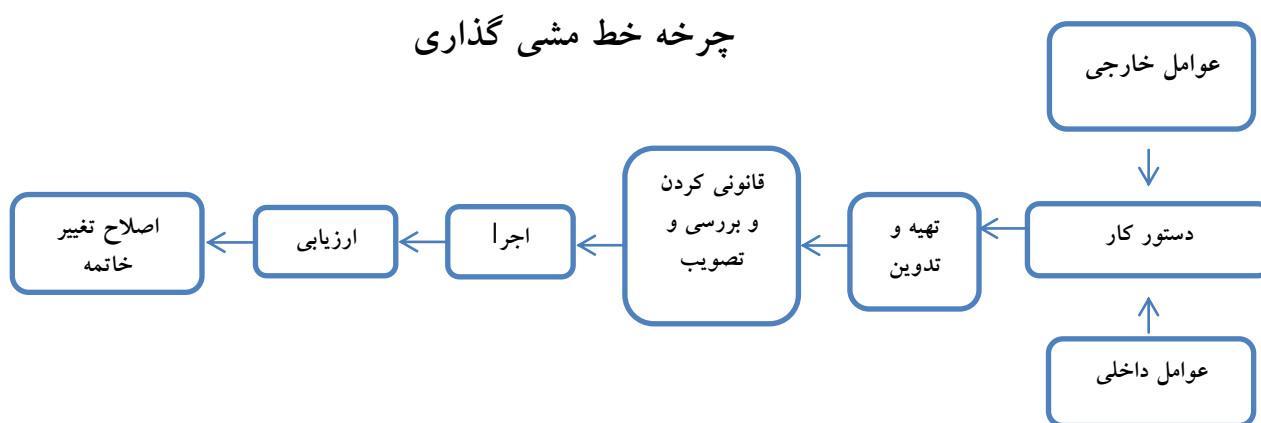 چرخه خط مشی گذاری
عوامل خارجی
دستور کار
عوامل داخلی
تهیه و
تدوین
قانونی کردن
و بررسی و
تصویب
اجرا
ارزیابی
اصلاح تغییر
خاتمه